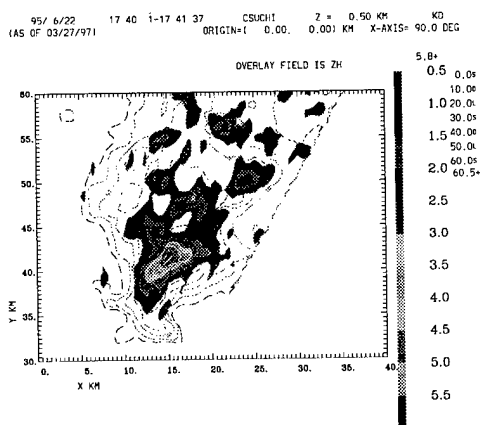 95/ 6/22 17 40 1-17 41 37 CSUCHI Z = 0.50 KM KD
(AS OF 03/27/97) ORIGIN=( 0.00, 0.00) KM X-AXIS= 90.0 DEG
OVERLAY FIELD IS ZH
5.8+
0.5
1.0
1.5
2.0
2.5
3.0
3.5
4.0
4.5
5.0
5.5
0.0s
10.0s
20.0L
30.0s
40.0s
50.0L
60.0s
60.5+
60.
55.
50.
45.
40.
35.
30.
Y KM
0. 5. 10. 15. 20. 25. 30. 35. 40.
X KM